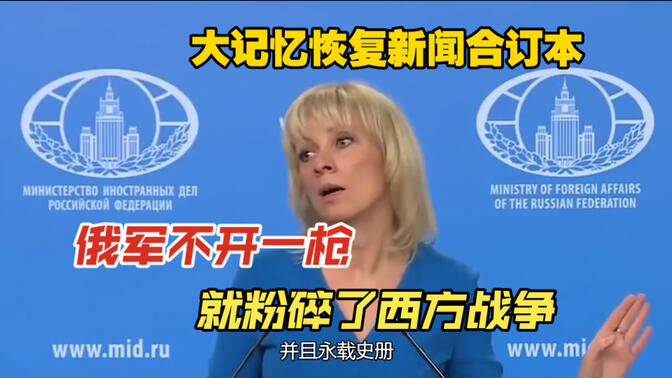 大记忆恢复新闻合订本
МИНИСТЕРСТВО ИНОСТРАННЫХ ДЕЛ
РОССИЙСКОЙ ФЕДЕРАЦИИ
MINISTRY OF FOREIGN AFFAIRS
OF THE RUSSIAN FEDERATION
俄军不开一枪
就粉碎了西方战争
www.mid.ru
www.m
并且永载史册